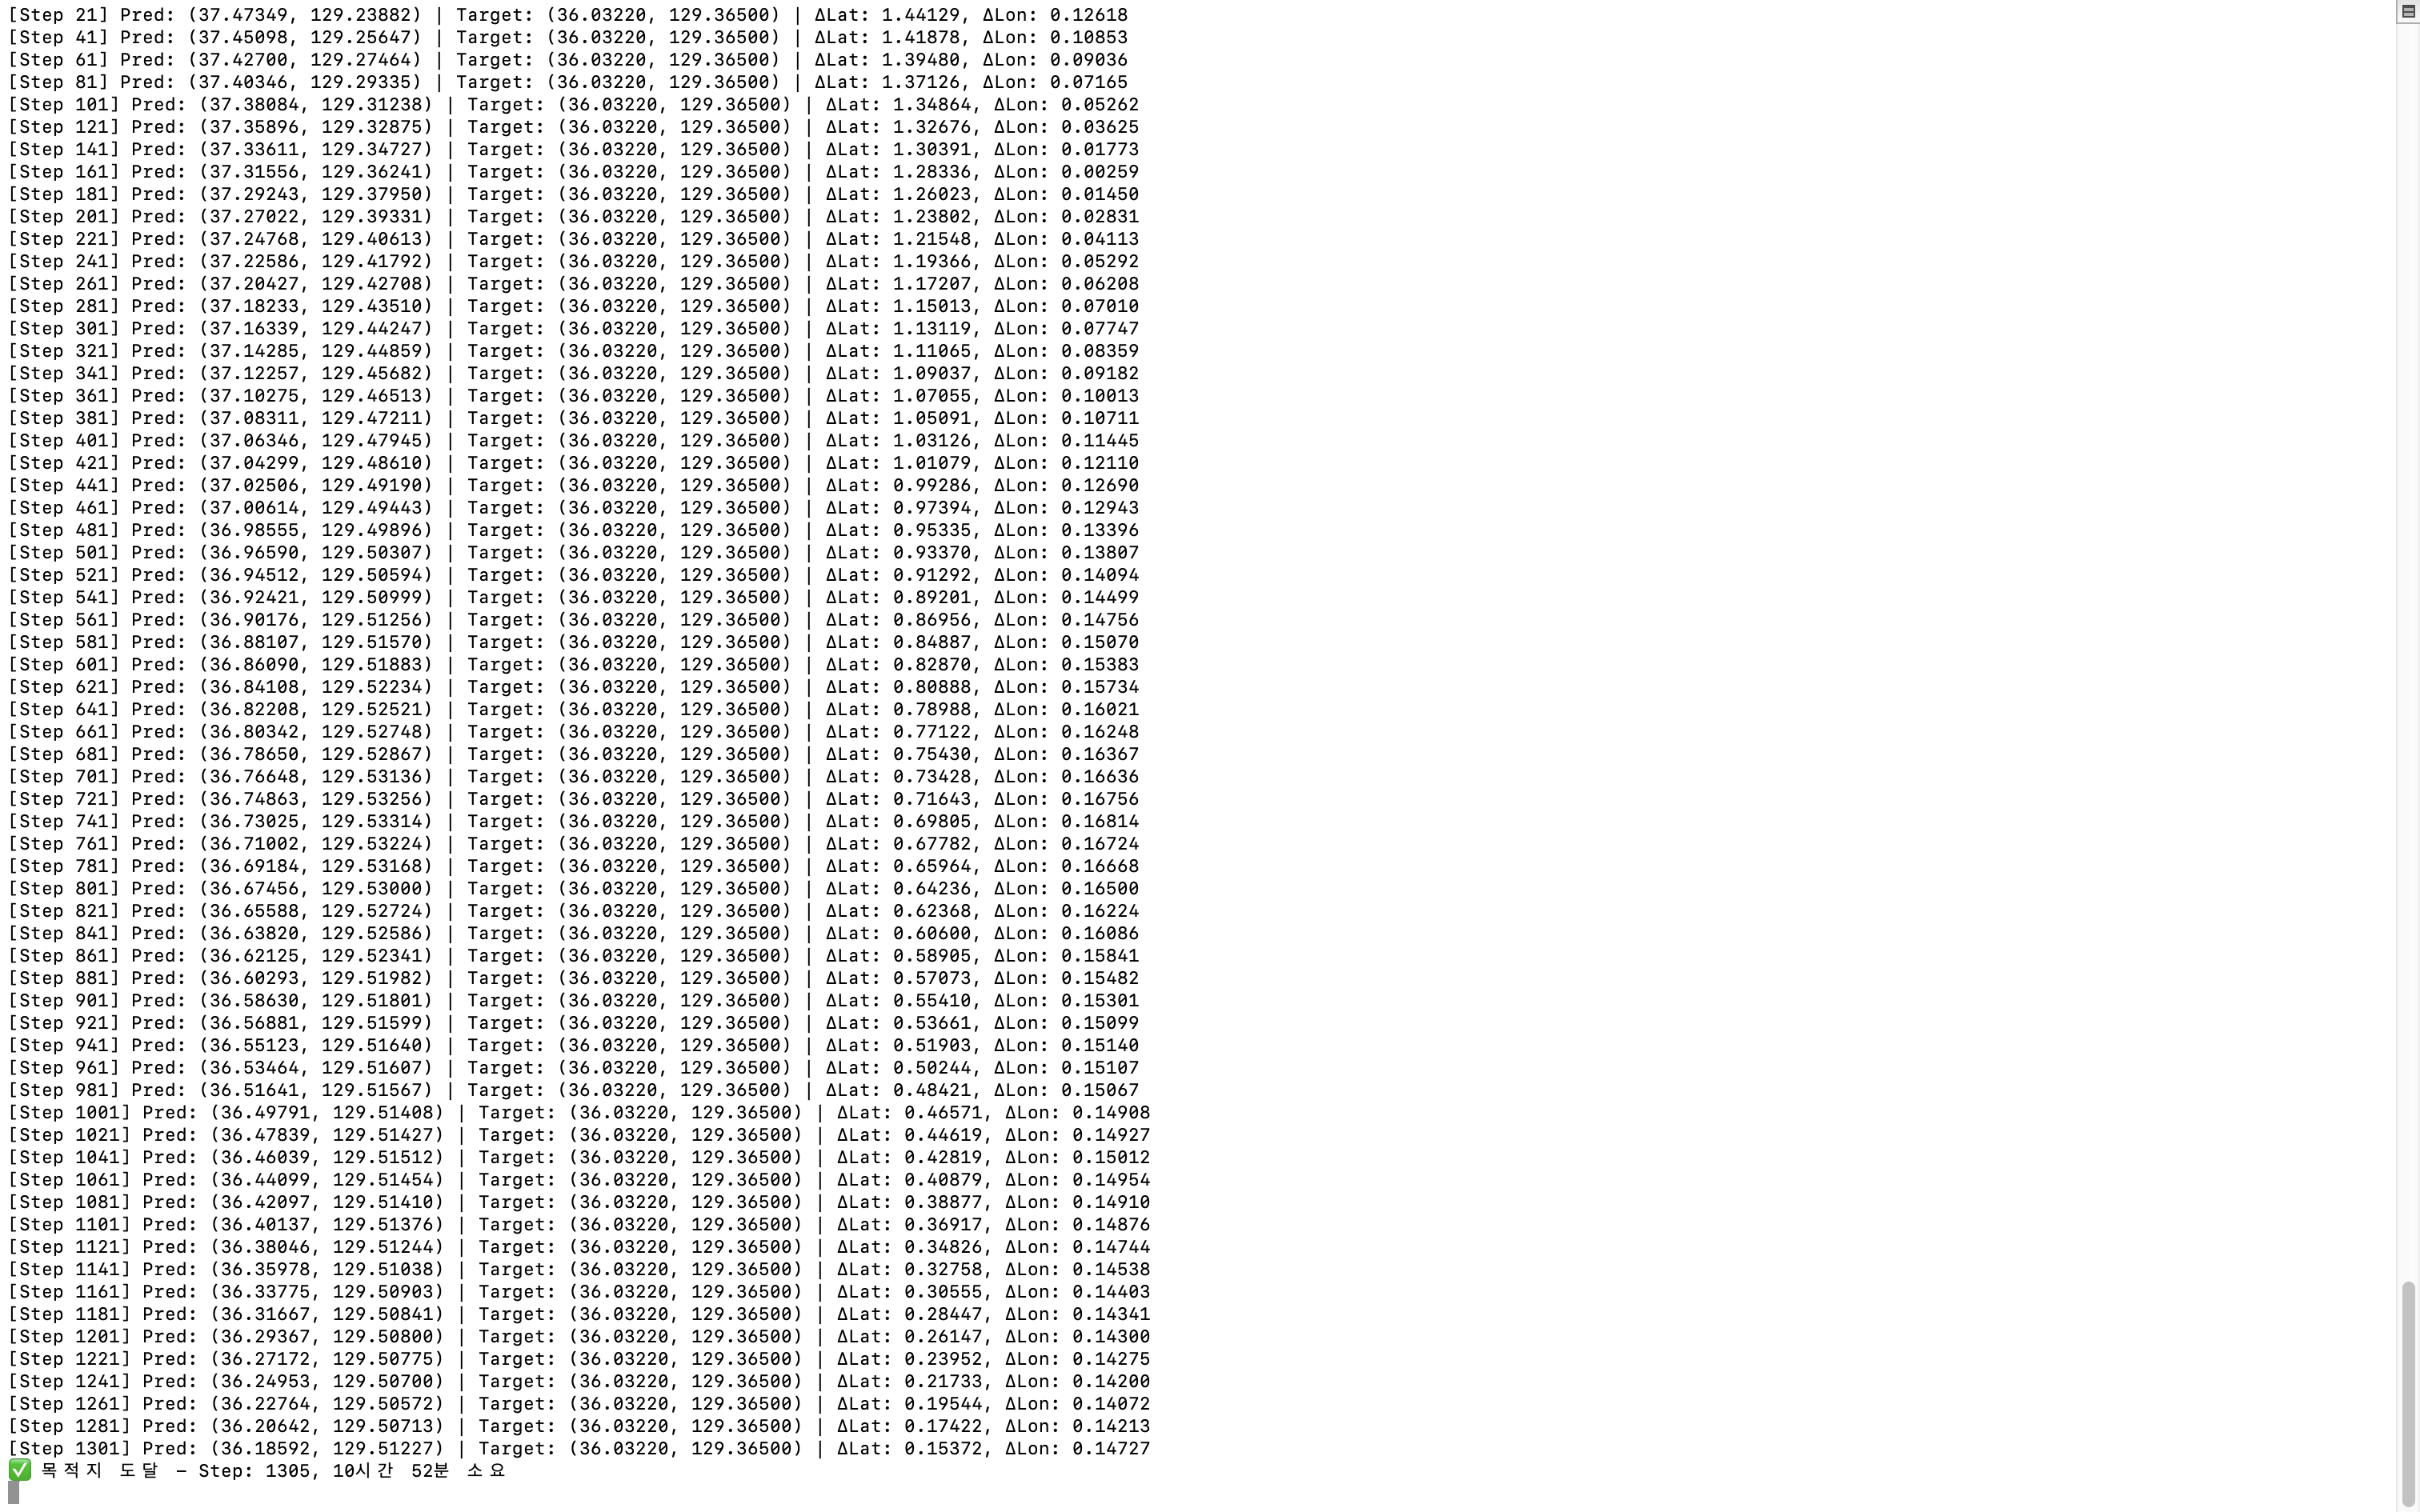 [Step 21] Pred: (37.47349, 129.23882) | Target: (36.03220, 129.36500) | ΔLat: 1.44129, ΔLon: 0.12618
[Step 41] Pred: (37.45098, 129.25647) | Target: (36.03220, 129.36500) | ΔLat: 1.41878, ΔLon: 0.10853
[Step 61] Pred: (37.42700, 129.27464) | Target: (36.03220, 129.36500) | ΔLat: 1.39480, ΔLon: 0.09036
[Step 81] Pred: (37.40346, 129.29335) | Target: (36.03220, 129.36500) | ΔLat: 1.37126, ΔLon: 0.07165
[Step 101] Pred: (37.38084, 129.31238) | Target: (36.03220, 129.36500) | ΔLat: 1.34864, ΔLon: 0.05262
[Step 121] Pred: (37.35896, 129.32875) | Target: (36.03220, 129.36500) | ΔLat: 1.32676, ΔLon: 0.03625
[Step 141] Pred: (37.33611, 129.34727) | Target: (36.03220, 129.36500) | ΔLat: 1.30391, ΔLon: 0.01773
[Step 161] Pred: (37.31556, 129.36241) | Target: (36.03220, 129.36500) | ΔLat: 1.28336, ΔLon: 0.00259
[Step 181] Pred: (37.29243, 129.37950) | Target: (36.03220, 129.36500) | ΔLat: 1.26023, ΔLon: 0.01450
[Step 201] Pred: (37.27022, 129.39331) | Target: (36.03220, 129.36500) | ΔLat: 1.23802, ΔLon: 0.02831
[Step 221] Pred: (37.24768, 129.40613) | Target: (36.03220, 129.36500) | ΔLat: 1.21548, ΔLon: 0.04113
[Step 241] Pred: (37.22586, 129.41792) | Target: (36.03220, 129.36500) | ΔLat: 1.19366, ΔLon: 0.05292
[Step 261] Pred: (37.20427, 129.42708) | Target: (36.03220, 129.36500) | ΔLat: 1.17207, ΔLon: 0.06208
[Step 281] Pred: (37.18233, 129.43510) | Target: (36.03220, 129.36500) | ΔLat: 1.15013, ΔLon: 0.07010
[Step 301] Pred: (37.16339, 129.44247) | Target: (36.03220, 129.36500) | ΔLat: 1.13119, ΔLon: 0.07747
[Step 321] Pred: (37.14285, 129.44859) | Target: (36.03220, 129.36500) | ΔLat: 1.11065, ΔLon: 0.08359
[Step 341] Pred: (37.12257, 129.45682) | Target: (36.03220, 129.36500) | ΔLat: 1.09037, ΔLon: 0.09182
[Step 361] Pred: (37.10275, 129.46513) | Target: (36.03220, 129.36500) | ΔLat: 1.07055, ΔLon: 0.10013
[Step 381] Pred: (37.08311, 129.47211) | Target: (36.03220, 129.36500) | ΔLat: 1.05091, ΔLon: 0.10711
[Step 401] Pred: (37.06346, 129.47945) | Target: (36.03220, 129.36500) | ΔLat: 1.03126, ΔLon: 0.11445
[Step 421] Pred: (37.04299, 129.48610) | Target: (36.03220, 129.36500) | ΔLat: 1.01079, ΔLon: 0.12110
[Step 441] Pred: (37.02506, 129.49190) | Target: (36.03220, 129.36500) | ΔLat: 0.99286, ΔLon: 0.12690
[Step 461] Pred: (37.00614, 129.49443) | Target: (36.03220, 129.36500) | ΔLat: 0.97394, ΔLon: 0.12943
[Step 481] Pred: (36.98555, 129.49896) | Target: (36.03220, 129.36500) | ΔLat: 0.95335, ΔLon: 0.13396
[Step 501] Pred: (36.96590, 129.50307) | Target: (36.03220, 129.36500) | ΔLat: 0.93370, ΔLon: 0.13807
[Step 521] Pred: (36.94512, 129.50594) | Target: (36.03220, 129.36500) | ΔLat: 0.91292, ΔLon: 0.14094
[Step 541] Pred: (36.92421, 129.50999) | Target: (36.03220, 129.36500) | ΔLat: 0.89201, ΔLon: 0.14499
[Step 561] Pred: (36.90176, 129.51256) | Target: (36.03220, 129.36500) | ΔLat: 0.86956, ΔLon: 0.14756
[Step 581] Pred: (36.88107, 129.51570) | Target: (36.03220, 129.36500) | ΔLat: 0.84887, ΔLon: 0.15070
[Step 601] Pred: (36.86090, 129.51883) | Target: (36.03220, 129.36500) | ΔLat: 0.82870, ΔLon: 0.15383
[Step 621] Pred: (36.84108, 129.52234) | Target: (36.03220, 129.36500) | ΔLat: 0.80888, ΔLon: 0.15734
[Step 641] Pred: (36.82208, 129.52521) | Target: (36.03220, 129.36500) | ΔLat: 0.78988, ΔLon: 0.16021
[Step 661] Pred: (36.80342, 129.52748) | Target: (36.03220, 129.36500) | ΔLat: 0.77122, ΔLon: 0.16248
[Step 681] Pred: (36.78650, 129.52867) | Target: (36.03220, 129.36500) | ΔLat: 0.75430, ΔLon: 0.16367
[Step 701] Pred: (36.76648, 129.53136) | Target: (36.03220, 129.36500) | ΔLat: 0.73428, ΔLon: 0.16636
[Step 721] Pred: (36.74863, 129.53256) | Target: (36.03220, 129.36500) | ΔLat: 0.71643, ΔLon: 0.16756
[Step 741] Pred: (36.73025, 129.53314) | Target: (36.03220, 129.36500) | ΔLat: 0.69805, ΔLon: 0.16814
[Step 761] Pred: (36.71002, 129.53224) | Target: (36.03220, 129.36500) | ΔLat: 0.67782, ΔLon: 0.16724
[Step 781] Pred: (36.69184, 129.53168) | Target: (36.03220, 129.36500) | ΔLat: 0.65964, ΔLon: 0.16668
[Step 801] Pred: (36.67456, 129.53000) | Target: (36.03220, 129.36500) | ΔLat: 0.64236, ΔLon: 0.16500
[Step 821] Pred: (36.65588, 129.52724) | Target: (36.03220, 129.36500) | ΔLat: 0.62368, ΔLon: 0.16224
[Step 841] Pred: (36.63820, 129.52586) | Target: (36.03220, 129.36500) | ΔLat: 0.60600, ΔLon: 0.16086
[Step 861] Pred: (36.62125, 129.52341) | Target: (36.03220, 129.36500) | ΔLat: 0.58905, ΔLon: 0.15841
[Step 881] Pred: (36.60293, 129.51982) | Target: (36.03220, 129.36500) | ΔLat: 0.57073, ΔLon: 0.15482
[Step 901] Pred: (36.58630, 129.51801) | Target: (36.03220, 129.36500) | ΔLat: 0.55410, ΔLon: 0.15301
[Step 921] Pred: (36.56881, 129.51599) | Target: (36.03220, 129.36500) | ΔLat: 0.53661, ΔLon: 0.15099
[Step 941] Pred: (36.55123, 129.51640) | Target: (36.03220, 129.36500) | ΔLat: 0.51903, ΔLon: 0.15140
[Step 961] Pred: (36.53464, 129.51607) | Target: (36.03220, 129.36500) | ΔLat: 0.50244, ΔLon: 0.15107
[Step 981] Pred: (36.51641, 129.51567) | Target: (36.03220, 129.36500) | ΔLat: 0.48421, ΔLon: 0.15067
[Step 1001] Pred: (36.49791, 129.51408) | Target: (36.03220, 129.36500) | ΔLat: 0.46571, ΔLon: 0.14908
[Step 1021] Pred: (36.47839, 129.51427) | Target: (36.03220, 129.36500) | ΔLat: 0.44619, ΔLon: 0.14927
[Step 1041] Pred: (36.46039, 129.51512) | Target: (36.03220, 129.36500) | ΔLat: 0.42819, ΔLon: 0.15012
[Step 1061] Pred: (36.44099, 129.51454) | Target: (36.03220, 129.36500) | ΔLat: 0.40879, ΔLon: 0.14954
[Step 1081] Pred: (36.42097, 129.51410) | Target: (36.03220, 129.36500) | ΔLat: 0.38877, ΔLon: 0.14910
[Step 1101] Pred: (36.40137, 129.51376) | Target: (36.03220, 129.36500) | ΔLat: 0.36917, ΔLon: 0.14876
[Step 1121] Pred: (36.38046, 129.51244) | Target: (36.03220, 129.36500) | ΔLat: 0.34826, ΔLon: 0.14744
[Step 1141] Pred: (36.35978, 129.51038) | Target: (36.03220, 129.36500) | ΔLat: 0.32758, ΔLon: 0.14538
[Step 1161] Pred: (36.33775, 129.50903) | Target: (36.03220, 129.36500) | ΔLat: 0.30555, ΔLon: 0.14403
[Step 1181] Pred: (36.31667, 129.50841) | Target: (36.03220, 129.36500) | ΔLat: 0.28447, ΔLon: 0.14341
[Step 1201] Pred: (36.29367, 129.50800) | Target: (36.03220, 129.36500) | ΔLat: 0.26147, ΔLon: 0.14300
[Step 1221] Pred: (36.27172, 129.50775) | Target: (36.03220, 129.36500) | ΔLat: 0.23952, ΔLon: 0.14275
[Step 1241] Pred: (36.24953, 129.50700) | Target: (36.03220, 129.36500) | ΔLat: 0.21733, ΔLon: 0.14200
[Step 1261] Pred: (36.22764, 129.50572) | Target: (36.03220, 129.36500) | ΔLat: 0.19544, ΔLon: 0.14072
[Step 1281] Pred: (36.20642, 129.50713) | Target: (36.03220, 129.36500) | ΔLat: 0.17422, ΔLon: 0.14213
[Step 1301] Pred: (36.18592, 129.51227) | Target: (36.03220, 129.36500) | ΔLat: 0.15372, ΔLon: 0.14727
✅ 목적지 도달 – Step: 1305, 10시간 52분 소요